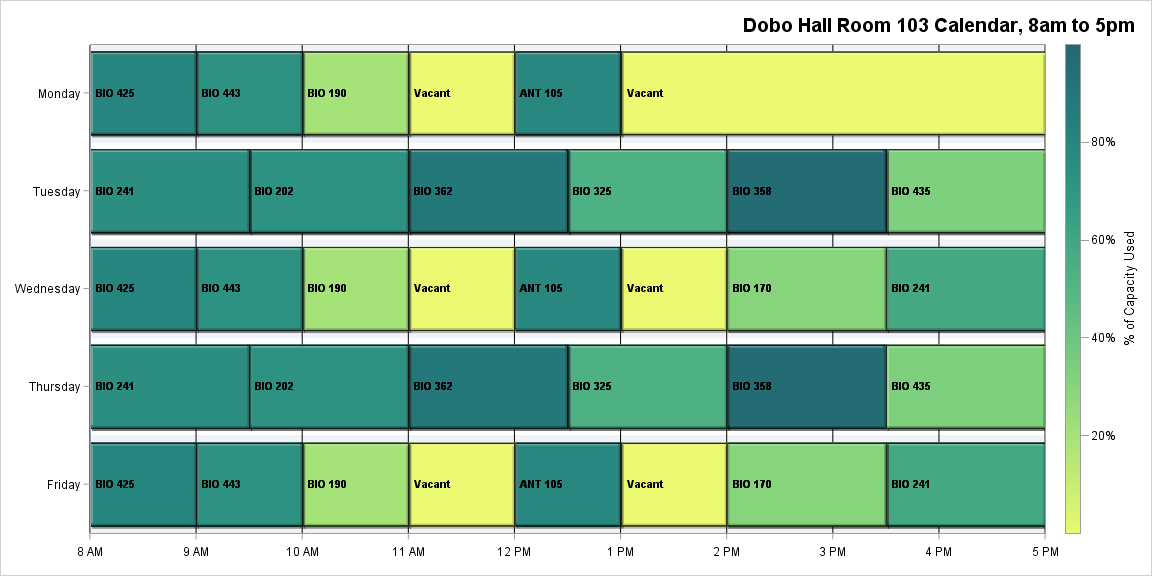 Dobo Hall Room 103 Calendar, 8am to 5pm
Monday BIO 425 BIO 443 BIO 190 Vacant ANT 105 Vacant
80%
Tuesday BIO 241 BIO 202 BIO 362 BIO 325 BIO 358 BIO 435
60%
% of Capacity Used
Wednesday BIO 425 BIO 443 BIO 190 Vacant ANT 105 Vacant BIO 170 BIO 241
40%
Thursday BIO 241 BIO 202 BIO 362 BIO 325 BIO 358 BIO 435
20%
Friday BIO 425 BIO 443 BIO 190 Vacant ANT 105 Vacant BIO 170 BIO 241
8 AM 9 AM 10 AM 11 AM 12 PM 1 PM 2 PM 3 PM 4 PM 5 PM